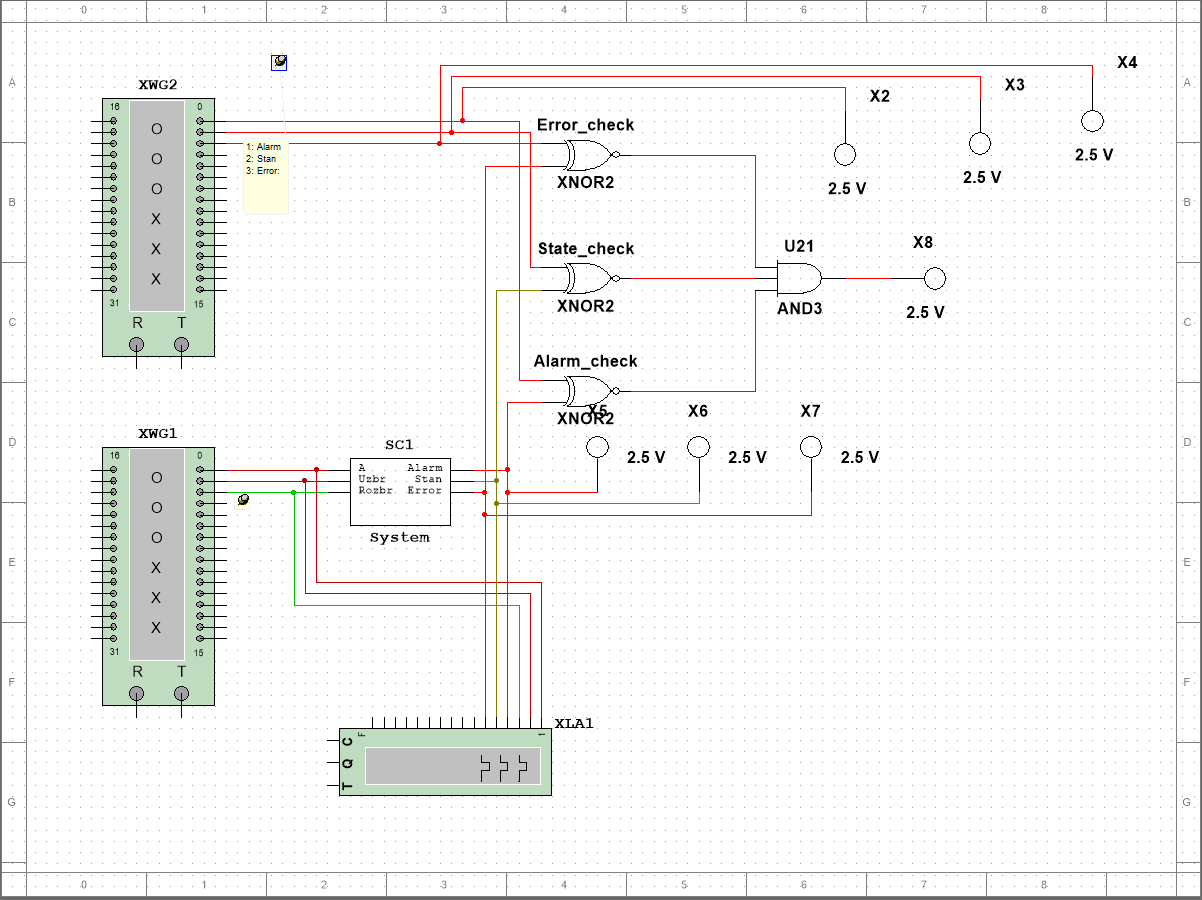 0 1 2 3 4 5 6 7 8
A A
X4
XWG2
X3
X2
16 0
Error_check
1: Alarm
2: Stan
3: Error:
O
O
O
X
X
X
2.5 V
2.5 V
2.5 V
XNOR2
B B
State_check
U21
X8
31 15
XNOR2
AND3
2.5 V
R T
C C
Alarm_check
XNOR2
X5
X6
X7
XWG1
D D
SC1
2.5 V
2.5 V
2.5 V
16 0
A Alarm
Uzbr Stan
Rozbr Error
System
O
O
O
X
X
X
E E
31 15
R T
F F
XLA1
F 1
C
Q
T
G G
0 1 2 3 4 5 6 7 8